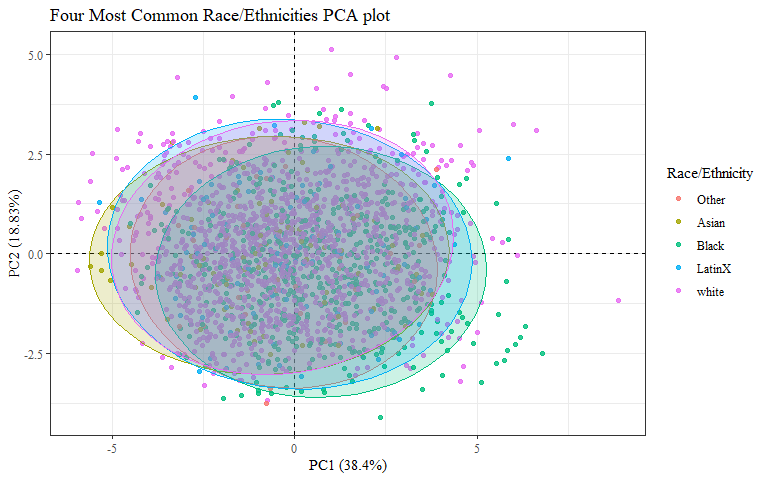 Four Most Common Race/Ethnicities PCA plot
5.0
2.5
0.0
-2.5
PC2 (18.83%)
-5
0
5
PC1 (38.4%)
Race/Ethnicity
Other
Asian
Black
LatinX
white